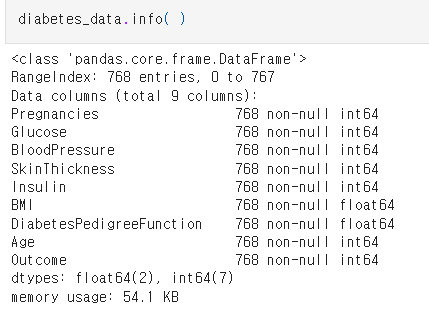 diabetes_data.info( )
<class 'pandas.core.frame.DataFrame'>
RangeIndex: 768 entries, 0 to 767
Data columns (total 9 columns):
Pregnancies                 768 non-null int64
Glucose                     768 non-null int64
BloodPressure               768 non-null int64
SkinThickness               768 non-null int64
Insulin                     768 non-null int64
BMI                         768 non-null float64
DiabetesPedigreeFunction    768 non-null float64
Age                         768 non-null int64
Outcome                     768 non-null int64
dtypes: float64(2), int64(7)
memory usage: 54.1 KB